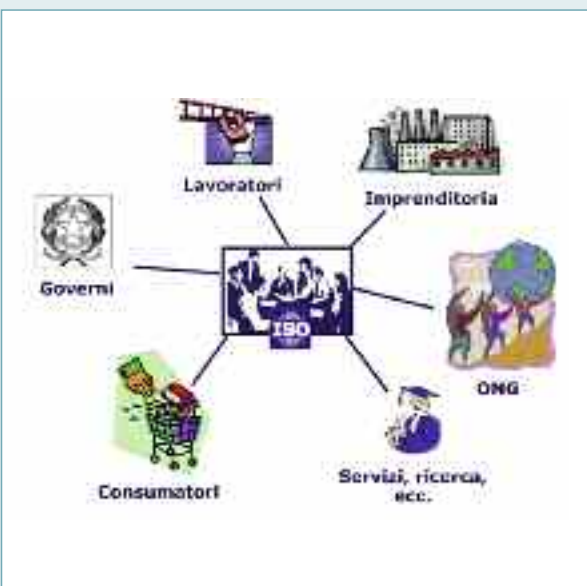 Lavoratori
Imprenditoria
Governi
ISO
ONG
Consumatori
Servizi, ricerca,
ecc.